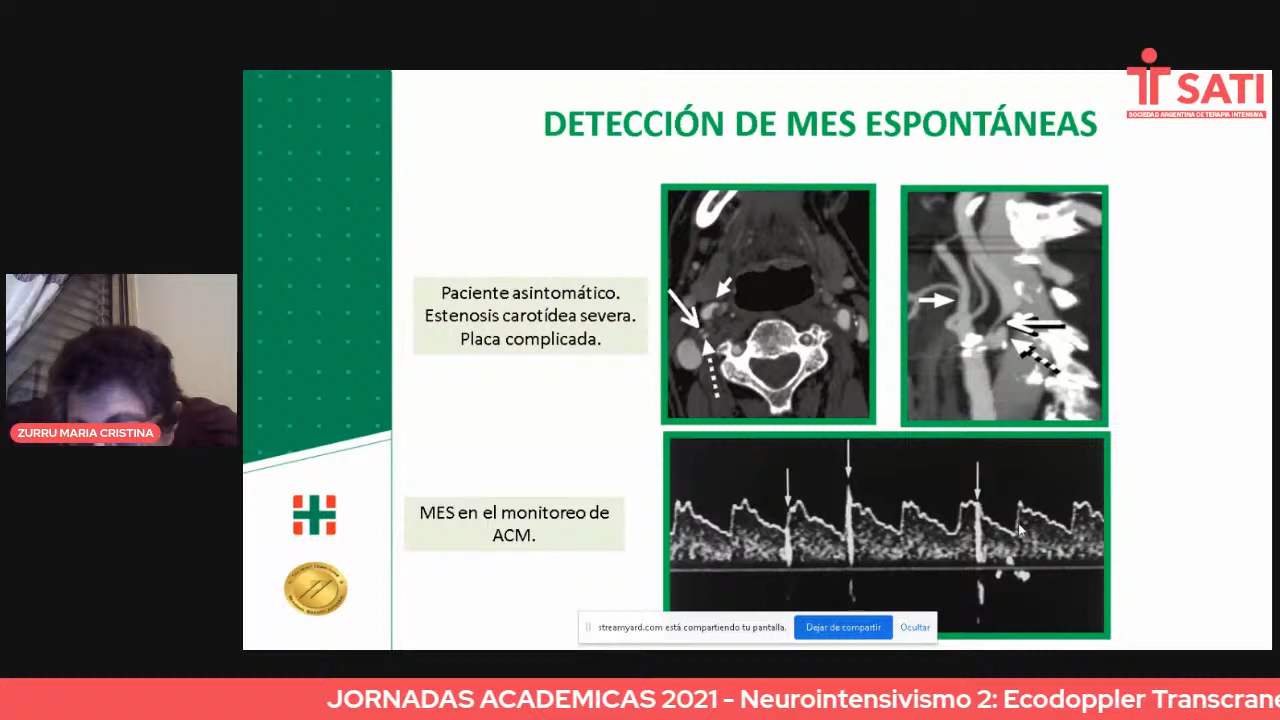 SATI
SOCIEDAD ARGENTINA DE TERAPIA INTENSIVA
DETECCIÓN DE MES ESPONTÁNEAS
Paciente asintomático.
Estenosis carotídea severa.
Placa complicada.
ZURRU MARIA CRISTINA
MES en el monitoreo de
ACM.
streamyard.com está compartiendo tu pantalla.
Dejar de compartir
Ocultar
JORNADAS ACADEMICAS 2021 - Neurointensivismo 2: Ecodoppler Transcrane